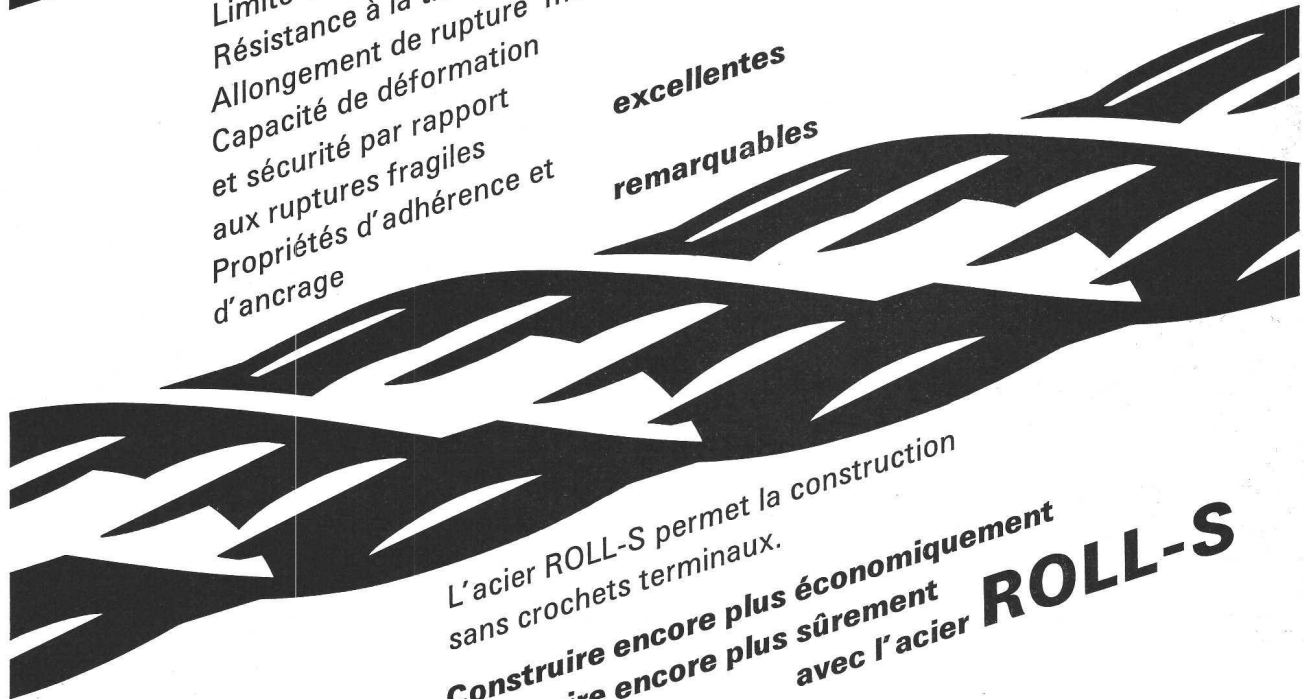 Limite
Résistance à la
Allongement de rupture
Capacité de déformation
et sécurité par rapport
aux ruptures fragiles
excellentes
Propriétés d'adhérence et
d'ancrage
remarquables
L'acier ROLL-S permet la construction
sans crochets terminaux.
Construire encore plus économiquement
encore plus sûrement
avec l'acier ROLL-S